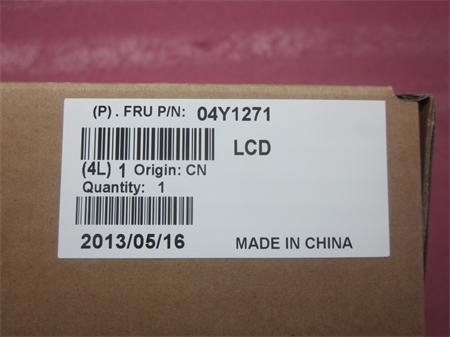 (P) . FRU P/N: 04Y1271
LCD
(4L) 1 Origin: CN
Quantity: 1
2013/05/16 MADE IN CHINA